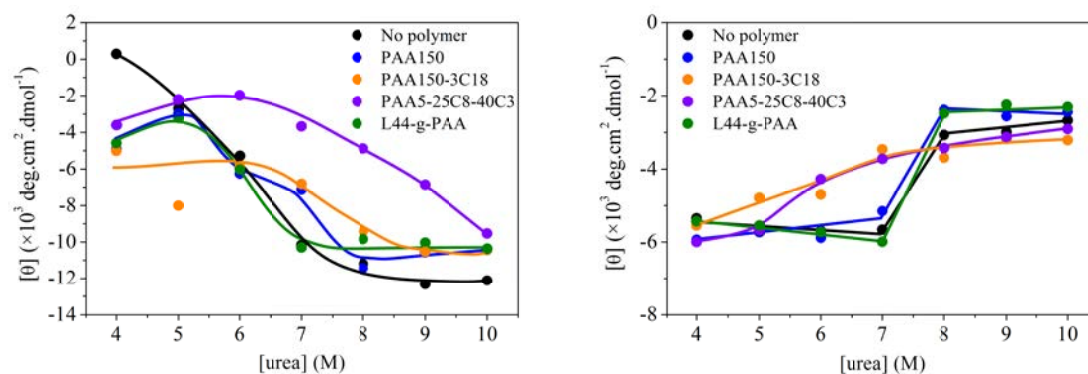 2
0
-2
-4
-6
-8
-10
-12
-14
[θ] (×10³ deg.cm².dmol⁻¹)
No polymer
PAA150
PAA150-3C18
PAA5-25C8-40C3
L44-g-PAA
4 5 6 7 8 9 10
[urea] (M)
0
-2
-4
-6
-8
[θ] (×10³ deg.cm².dmol⁻¹)
No polymer
PAA150
PAA150-3C18
PAA5-25C8-40C3
L44-g-PAA
4 5 6 7 8 9 10
[urea] (M)